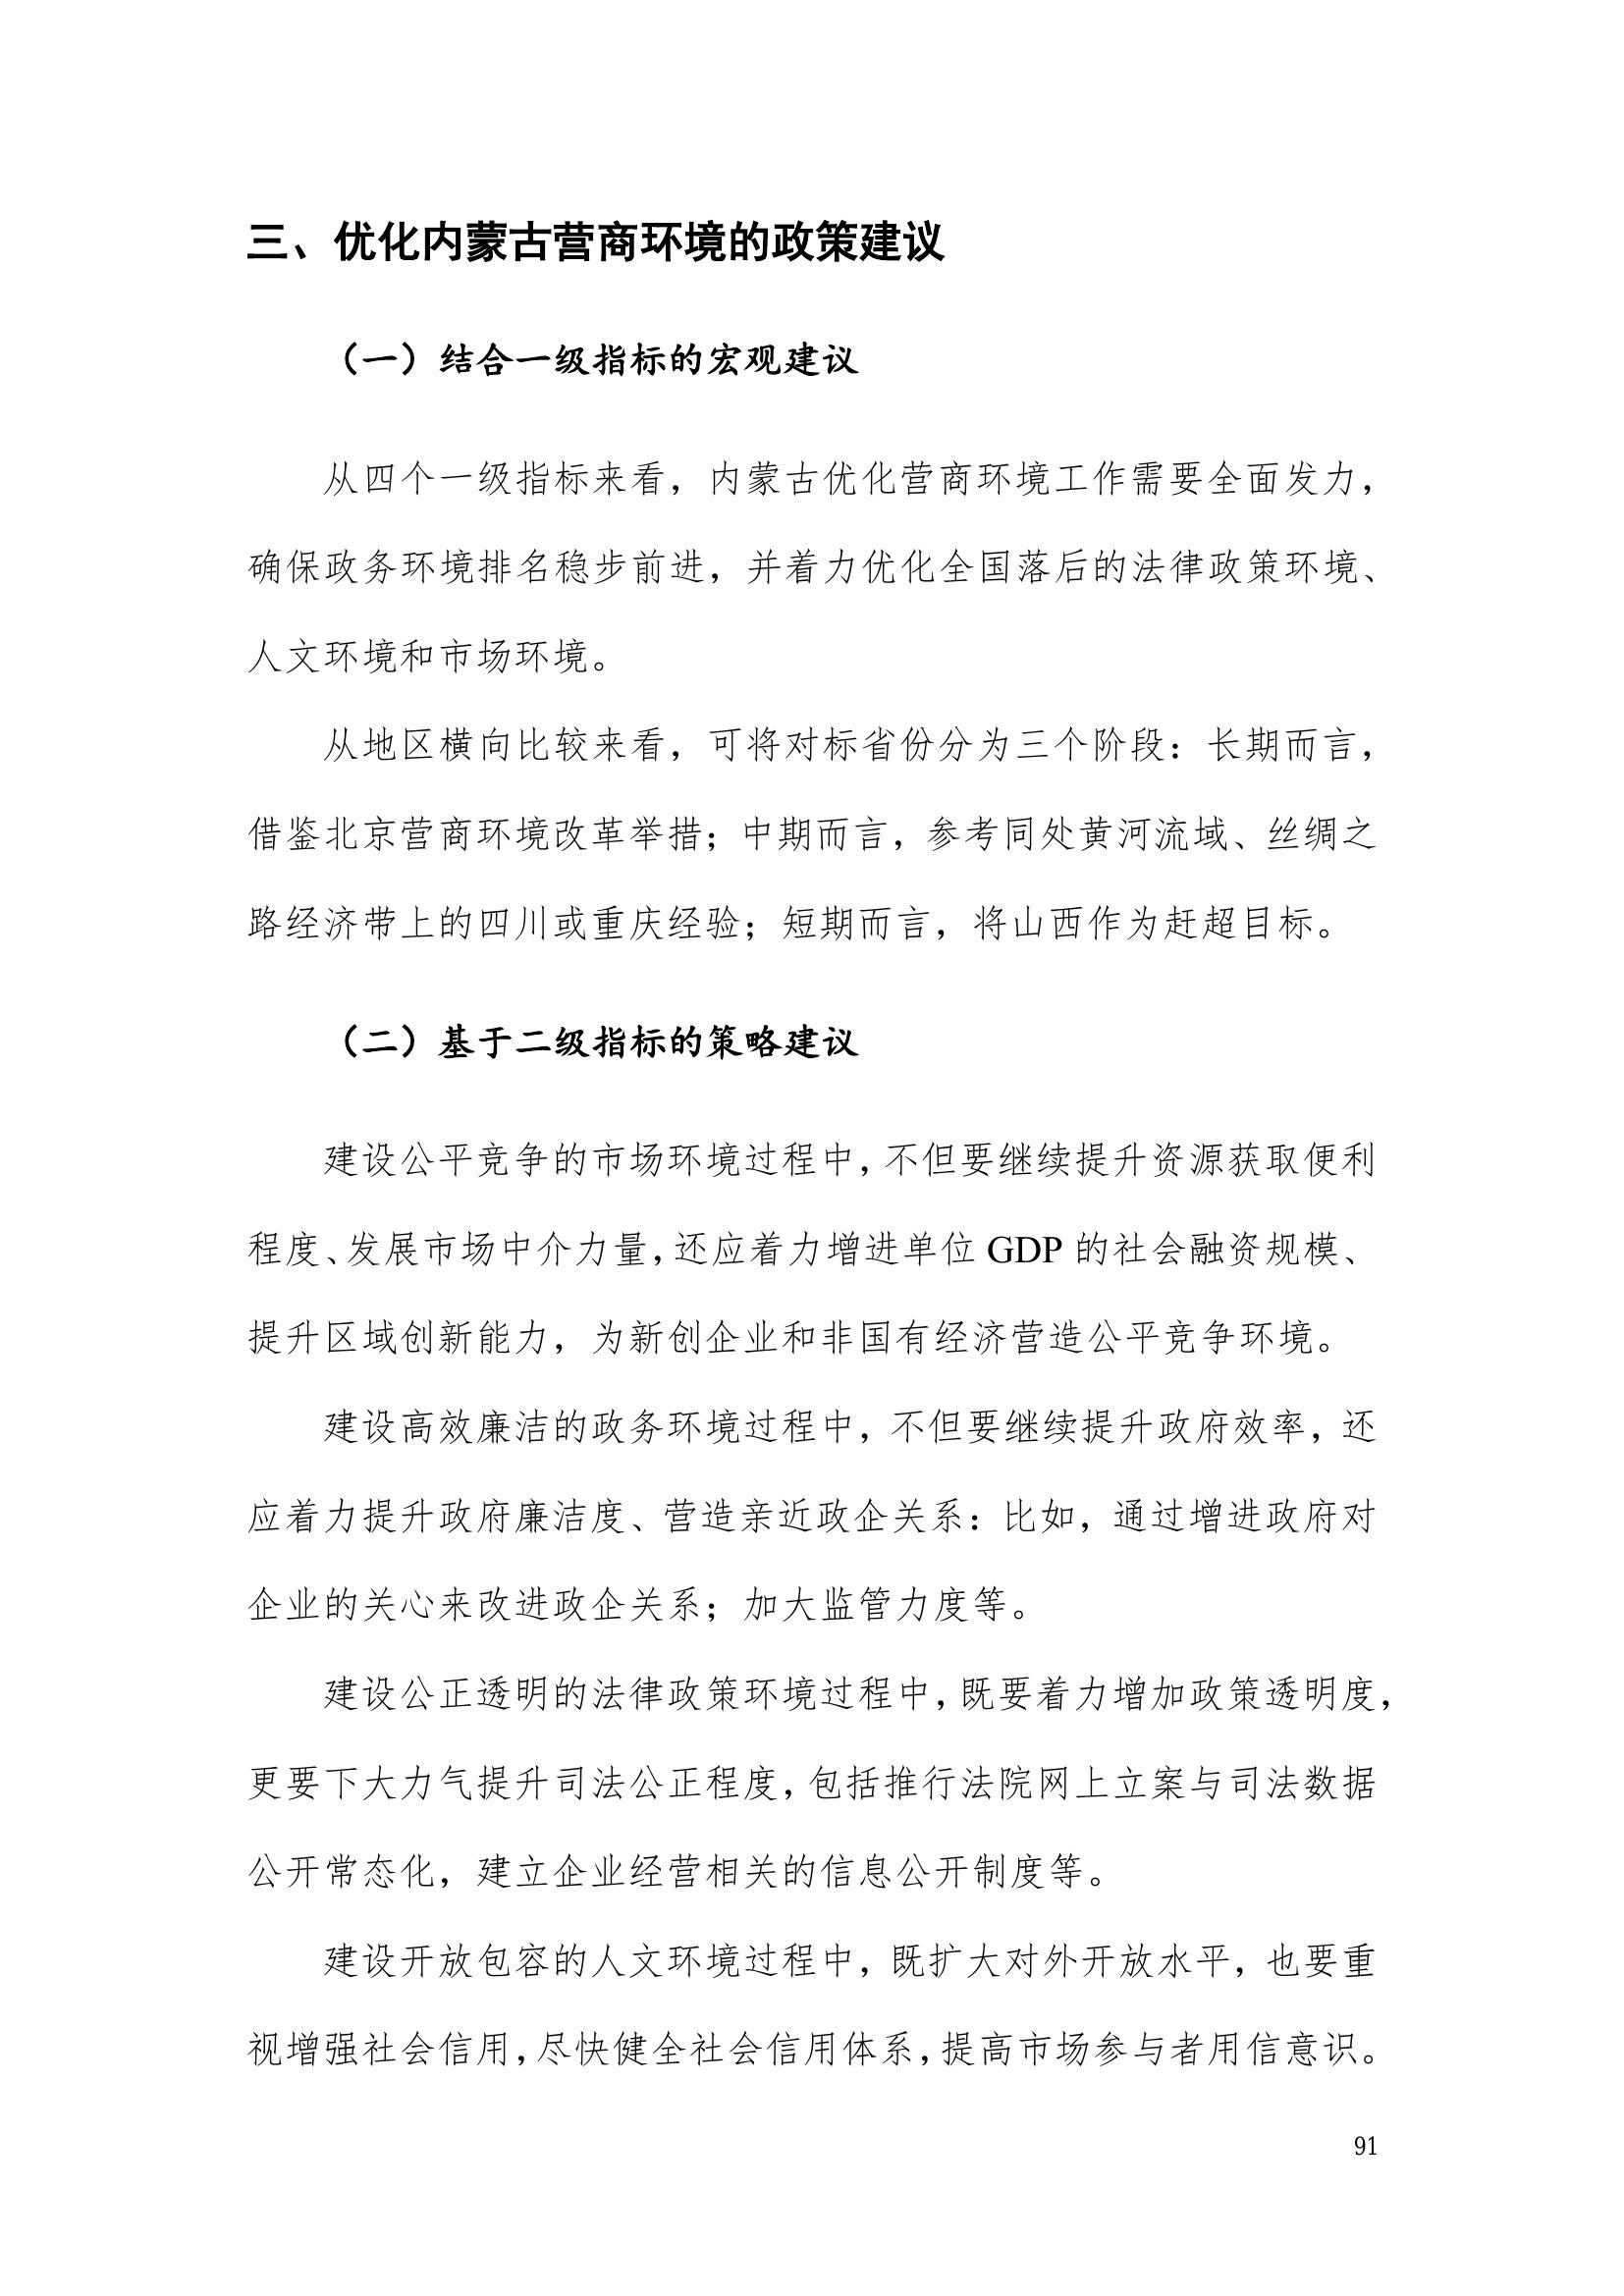 三、优化内蒙古营商环境的政策建议
（一）结合一级指标的宏观建议
从四个一级指标来看，内蒙古优化营商环境工作需要全面发力，
确保政务环境排名稳步前进，并着力优化全国落后的法律政策环境、
人文环境和市场环境。
从地区横向比较来看，可将对标省份分为三个阶段：长期而言，
借鉴北京营商环境改革举措；中期而言，参考同处黄河流域、丝绸之
路经济带上的四川或重庆经验；短期而言，将山西作为赶超目标。
（二）基于二级指标的策略建议
建设公平竞争的市场环境过程中，不但要继续提升资源获取便利
程度、发展市场中介力量，还应着力增进单位 GDP 的社会融资规模、
提升区域创新能力，为新创企业和非国有经济营造公平竞争环境。
建设高效廉洁的政务环境过程中，不但要继续提升政府效率，还
应着力提升政府廉洁度、营造亲近政企关系：比如，通过增进政府对
企业的关心来改进政企关系；加大监管力度等。
建设公正透明的法律政策环境过程中，既要着力增加政策透明度，
更要下大力气提升司法公正程度，包括推行法院网上立案与司法数据
公开常态化，建立企业经营相关的信息公开制度等。
建设开放包容的人文环境过程中，既扩大对外开放水平，也要重
视增强社会信用，尽快健全社会信用体系，提高市场参与者用信意识。
91